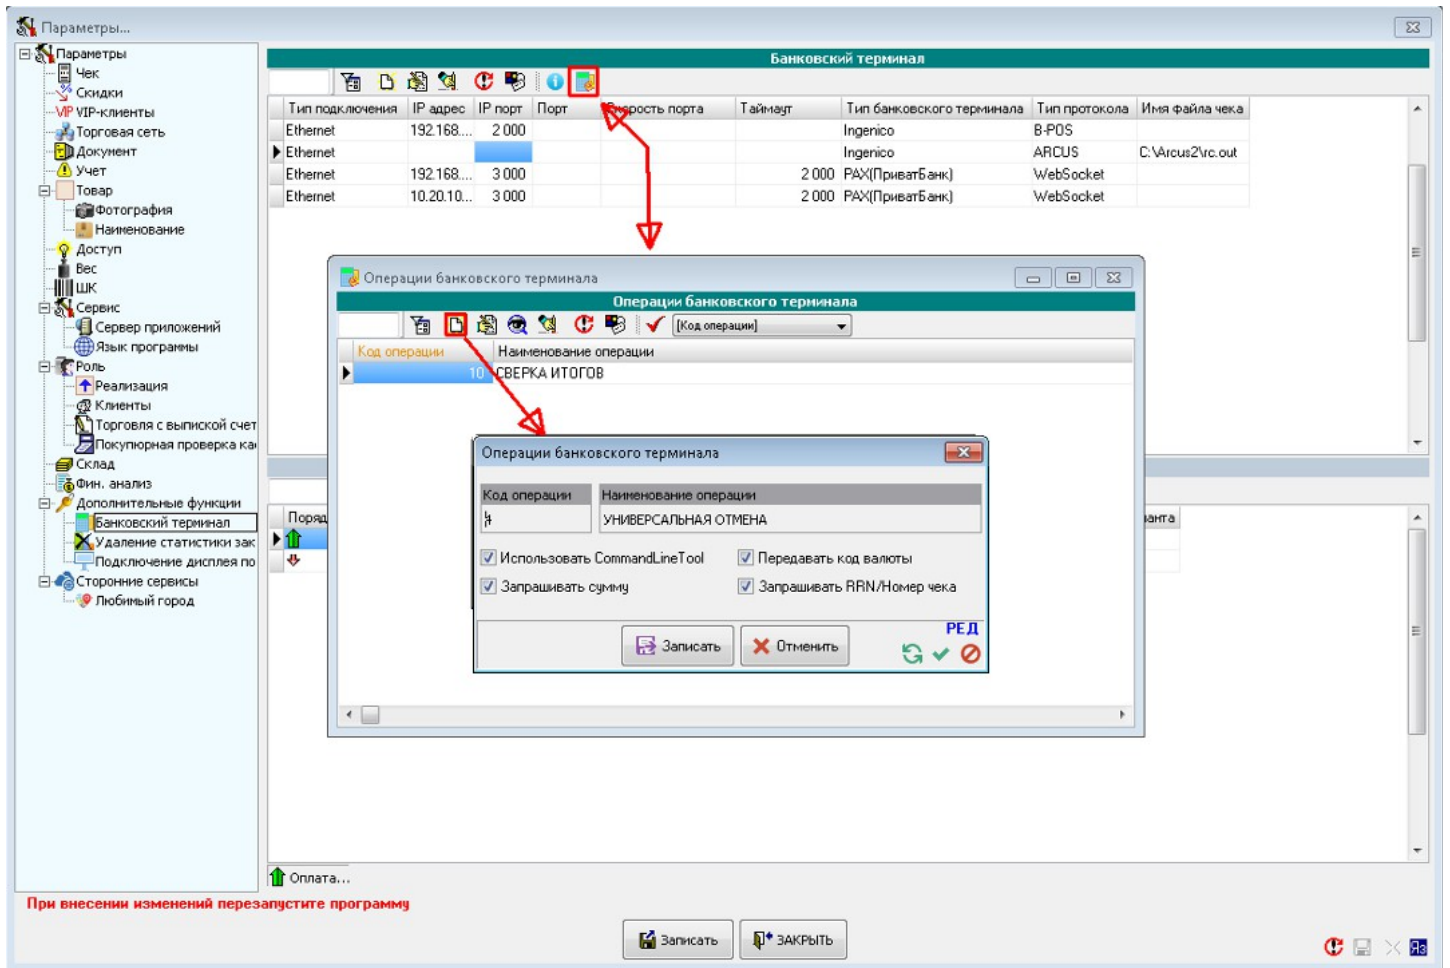 Параметры...
Параметры
Чек
Скидки
VIP VIP-клиенты
Торговая сеть
Документ
Учет
Товар
Фотография
Наименование
Доступ
Вес
ШК
Сервис
Сервер приложений
Язык программы
Роль
Реализация
Клиенты
Торговля с выпиской счет
Покупюрная проверка ка
Склад
Фин. анализ
Дополнительные функции
Банковский терминал
Удаление статистики зак
Подключение дисплея по
Сторонние сервисы
Любимый город
Банковский терминал
Тип подключения IP адрес IP порт Порт Скорость порта Таймаут Тип банковского терминала Тип протокола Имя файла чека
Ethernet 192.168.... 2 000 Ingenico B-POS
Ethernet Ingenico ARCUS C:\Arcus2\rc.out
Ethernet 192.168.... 3 000 2 000 PAX(ПриватБанк) WebSocket
Ethernet 10.20.10... 3 000 2 000 PAX(ПриватБанк) WebSocket
Операции банковского терминала
Операции банковского терминала
[Код операции]
Код операции Наименование операции
10 СВЕРКА ИТОГОВ
Операции банковского терминала
Код операции Наименование операции
4 УНИВЕРСАЛЬНАЯ ОТМЕНА
Использовать CommandLineTool Передавать код валюты
Запрашивать сумму Запрашивать RRN/Номер чека
РЕД
Записать Отменить
Поряд
анта
Оплата...
При внесении изменений перезапустите программу
Записать ЗАКРЫТЬ
Яз